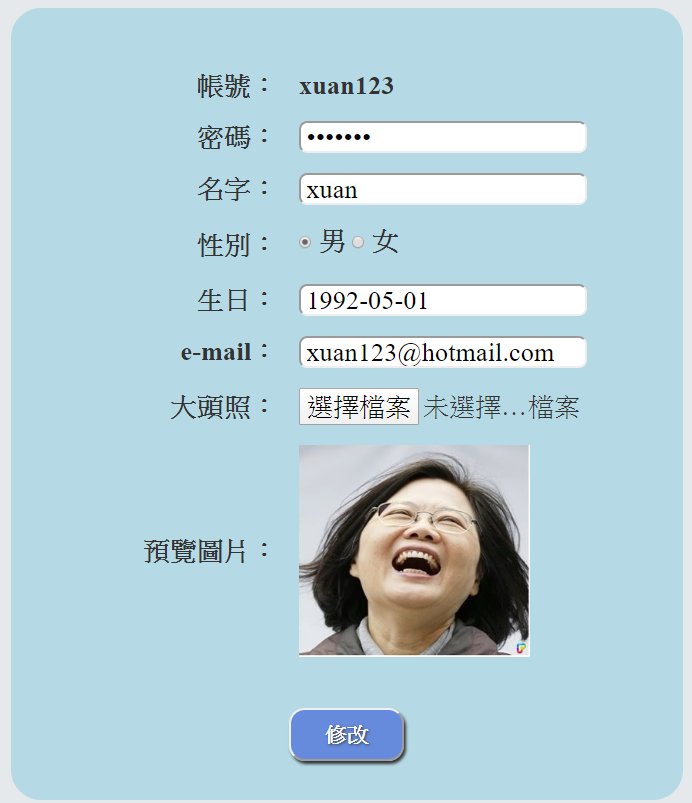 帳號： xuan123
密碼： •••••••
名字： xuan
性別： 男 女
生日： 1992-05-01
e-mail： xuan123@hotmail.com
大頭照： 選擇檔案 未選擇...檔案
預覽圖片：
修改